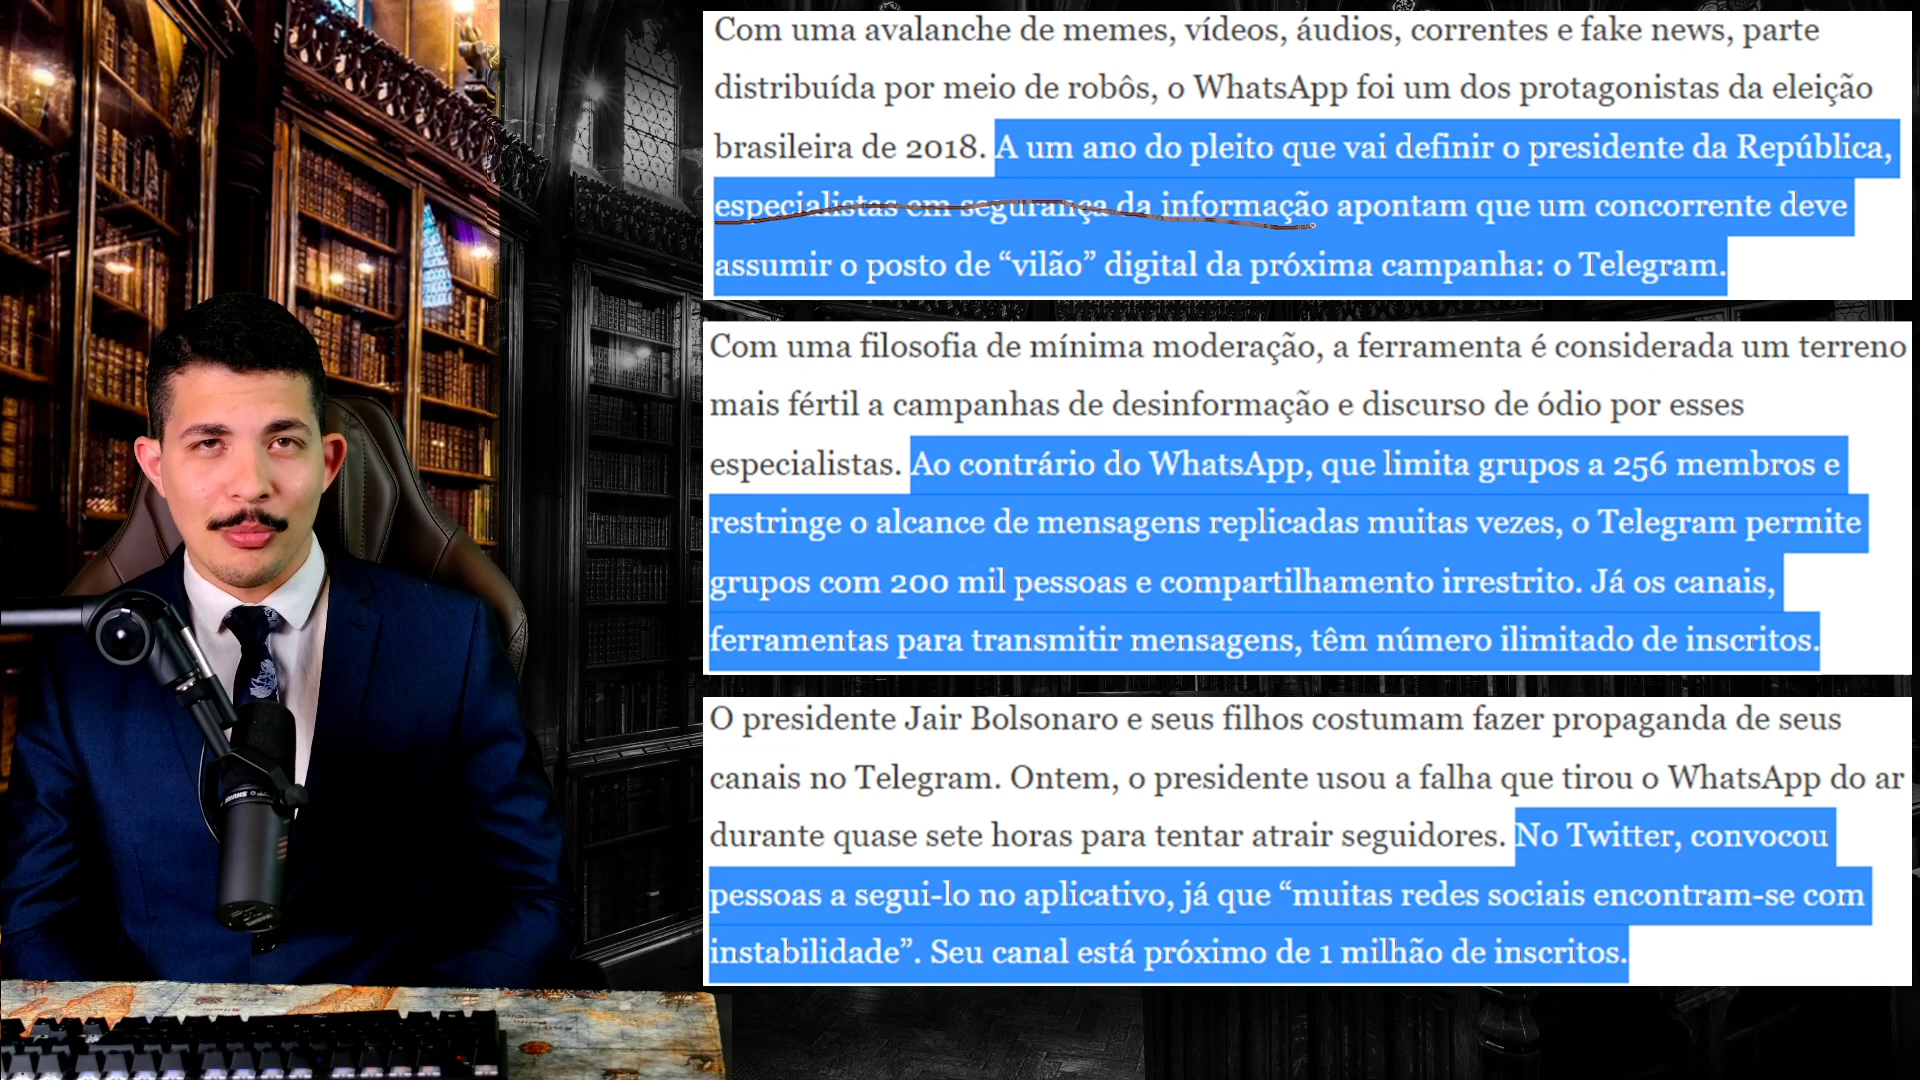 Com uma avalanche de memes, vídeos, áudios, correntes e fake news, parte
distribuída por meio de robôs, o WhatsApp foi um dos protagonistas da eleição
brasileira de 2018. A um ano do pleito que vai definir o presidente da República,
especialistas em segurança da informação apontam que um concorrente deve
assumir o posto de “vilão” digital da próxima campanha: o Telegram.
Com uma filosofia de mínima moderação, a ferramenta é considerada um terreno
mais fértil a campanhas de desinformação e discurso de ódio por esses
especialistas. Ao contrário do WhatsApp, que limita grupos a 256 membros e
restringe o alcance de mensagens replicadas muitas vezes, o Telegram permite
grupos com 200 mil pessoas e compartilhamento irrestrito. Já os canais,
ferramentas para transmitir mensagens, têm número ilimitado de inscritos.
O presidente Jair Bolsonaro e seus filhos costumam fazer propaganda de seus
canais no Telegram. Ontem, o presidente usou a falha que tirou o WhatsApp do ar
durante quase sete horas para tentar atrair seguidores. No Twitter, convocou
pessoas a segui-lo no aplicativo, já que “muitas redes sociais encontram-se com
instabilidade”. Seu canal está próximo de 1 milhão de inscritos.